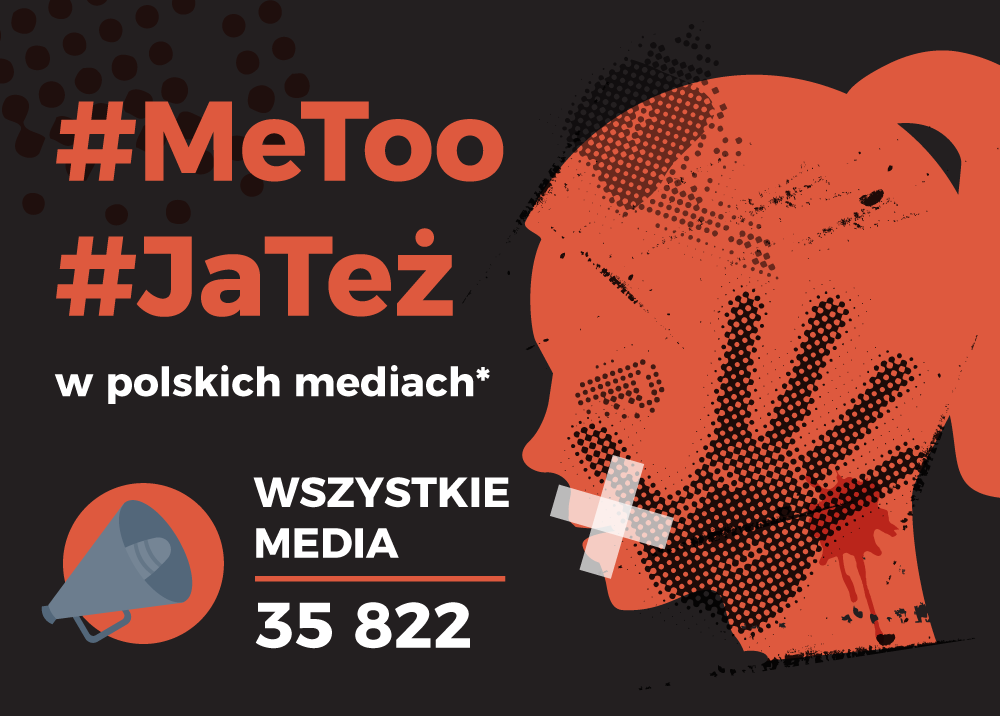 #MeToo
#JaTeż
w polskich mediach*
WSZYSTKIE
MEDIA
35 822